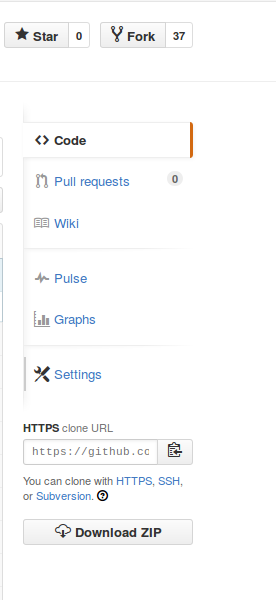 Star 0 Fork 37
Code
Pull requests 0
Wiki
Pulse
Graphs
Settings
HTTPS clone URL
https://github.cc
You can clone with HTTPS, SSH,
or Subversion.
Download ZIP